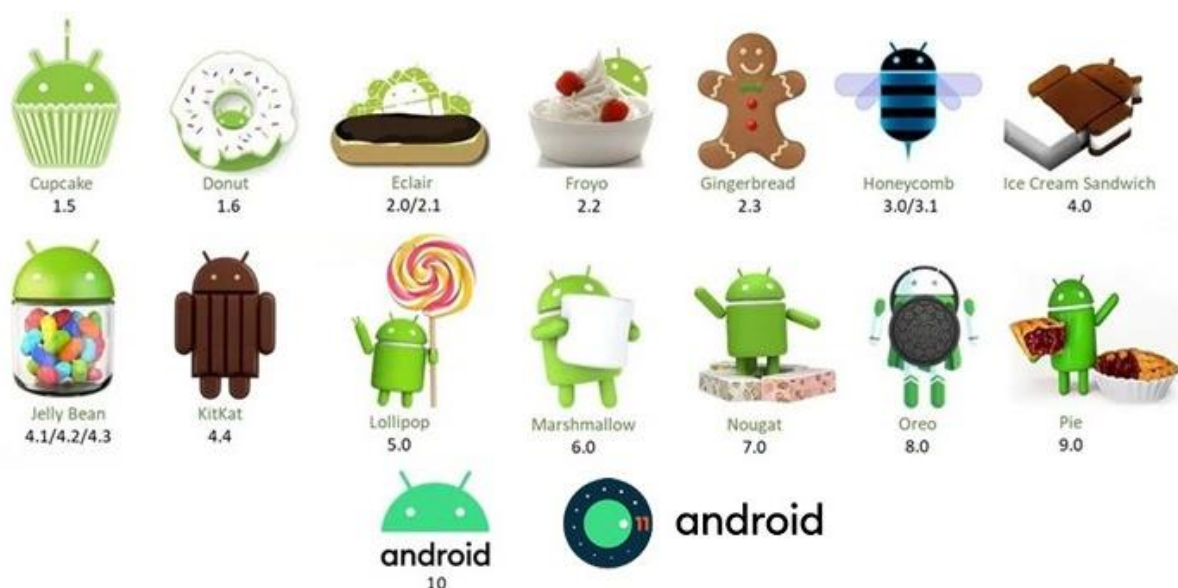 Cupcake
1.5
Donut
1.6
Eclair
2.0/2.1
Froyo
2.2
Gingerbread
2.3
Honeycomb
3.0/3.1
Ice Cream Sandwich
4.0
Jelly Bean
4.1/4.2/4.3
KitKat
4.4
Lollipop
5.0
Marshmallow
6.0
Nougat
7.0
Oreo
8.0
Pie
9.0
android
10
11
android